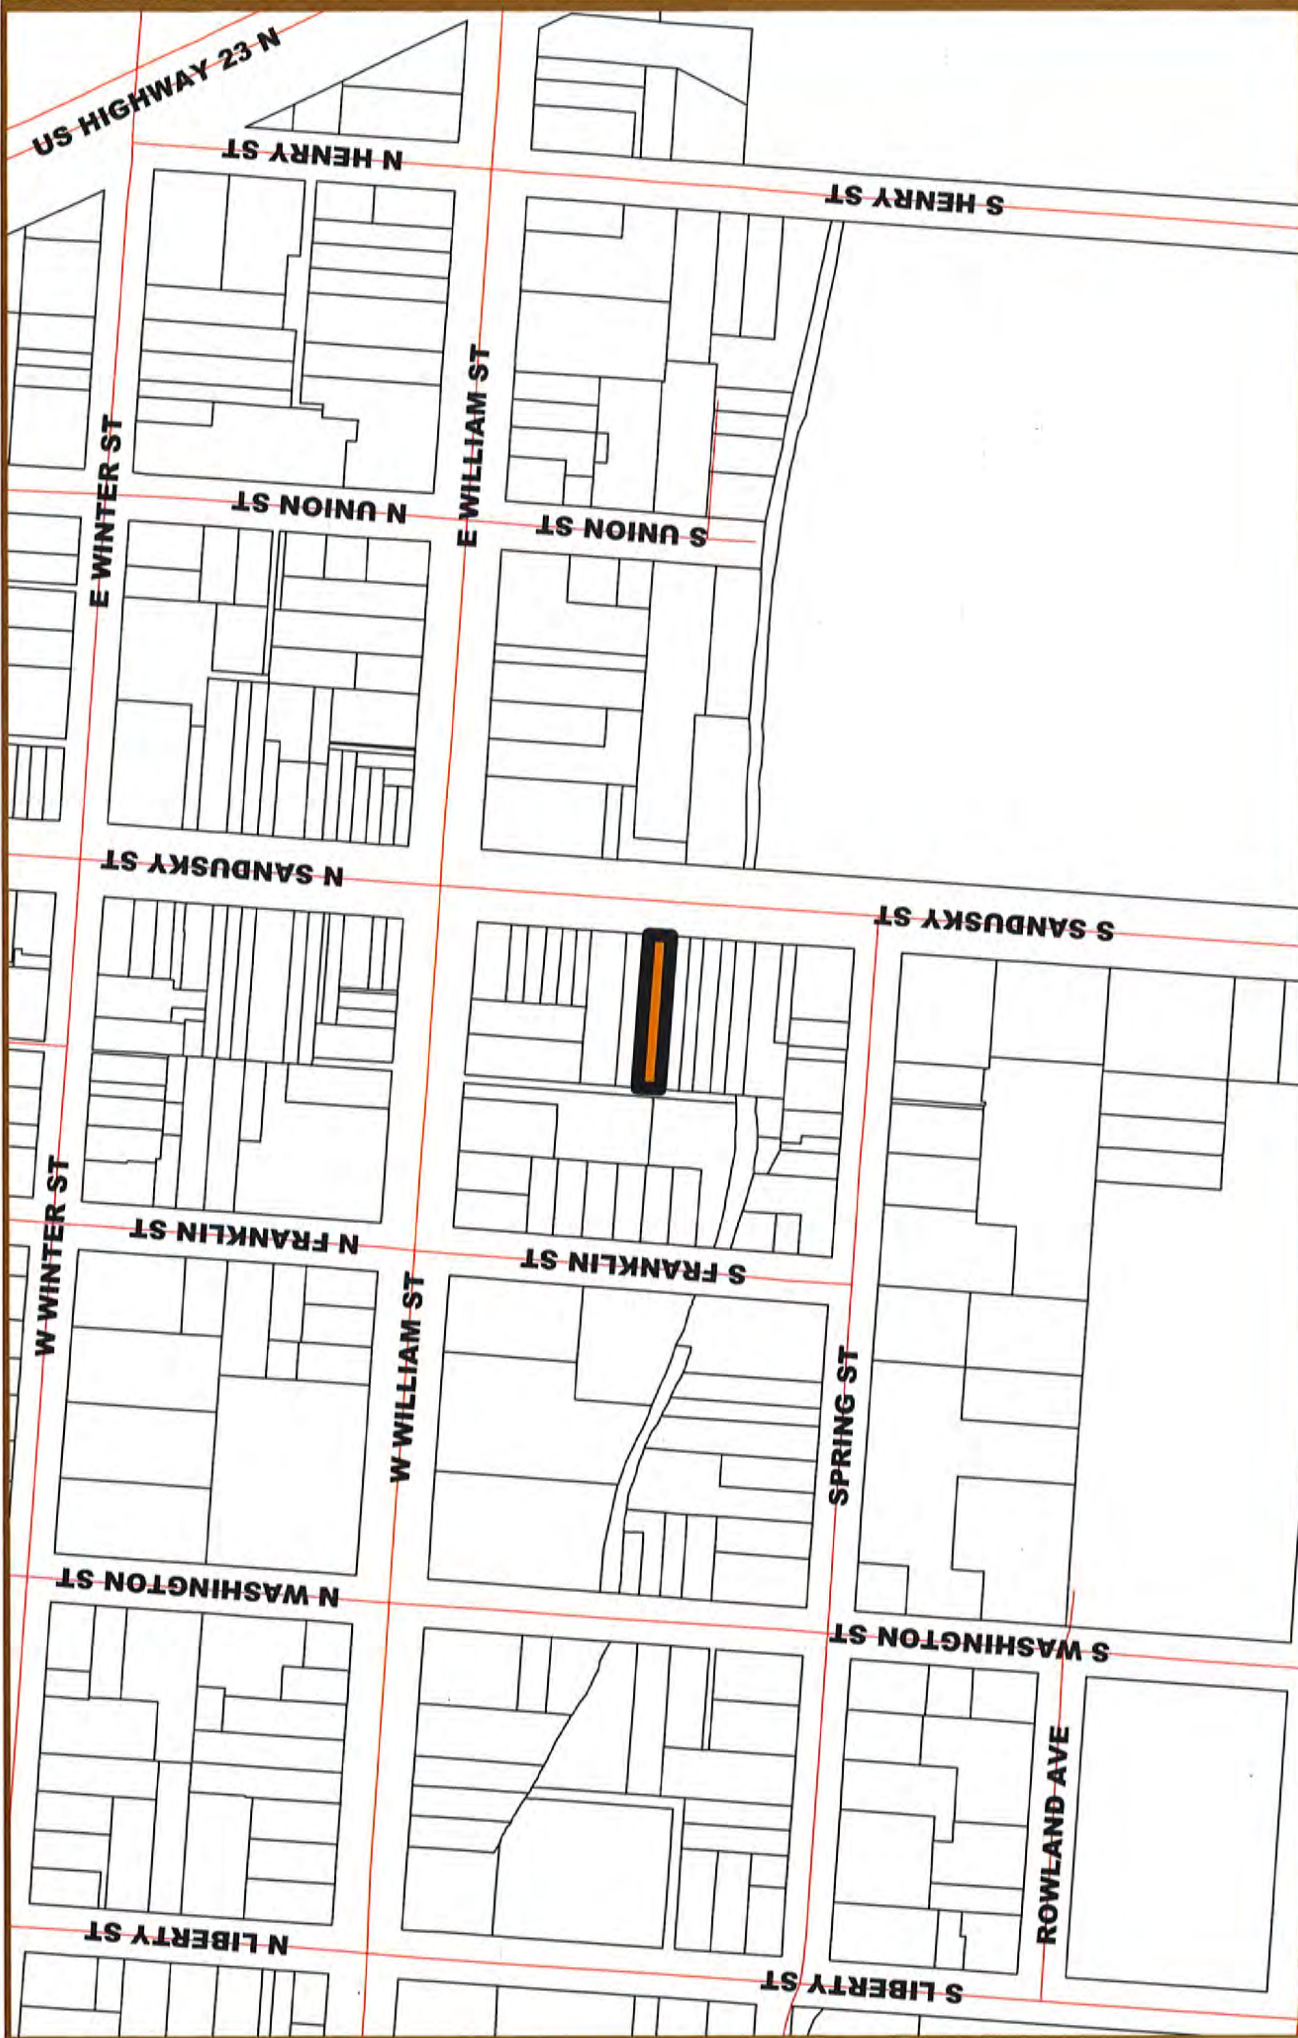 US HIGHWAY 23 N
N HENRY ST
S HENRY ST
E WINTER ST
E WILLIAM ST
N UNION ST
S UNION ST
N SANDUSKY ST
S SANDUSKY ST
W WINTER ST
N FRANKLIN ST
S FRANKLIN ST
W WILLIAM ST
SPRING ST
N WASHINGTON ST
S WASHINGTON ST
ROWLAND AVE
N LIBERTY ST
S LIBERTY ST